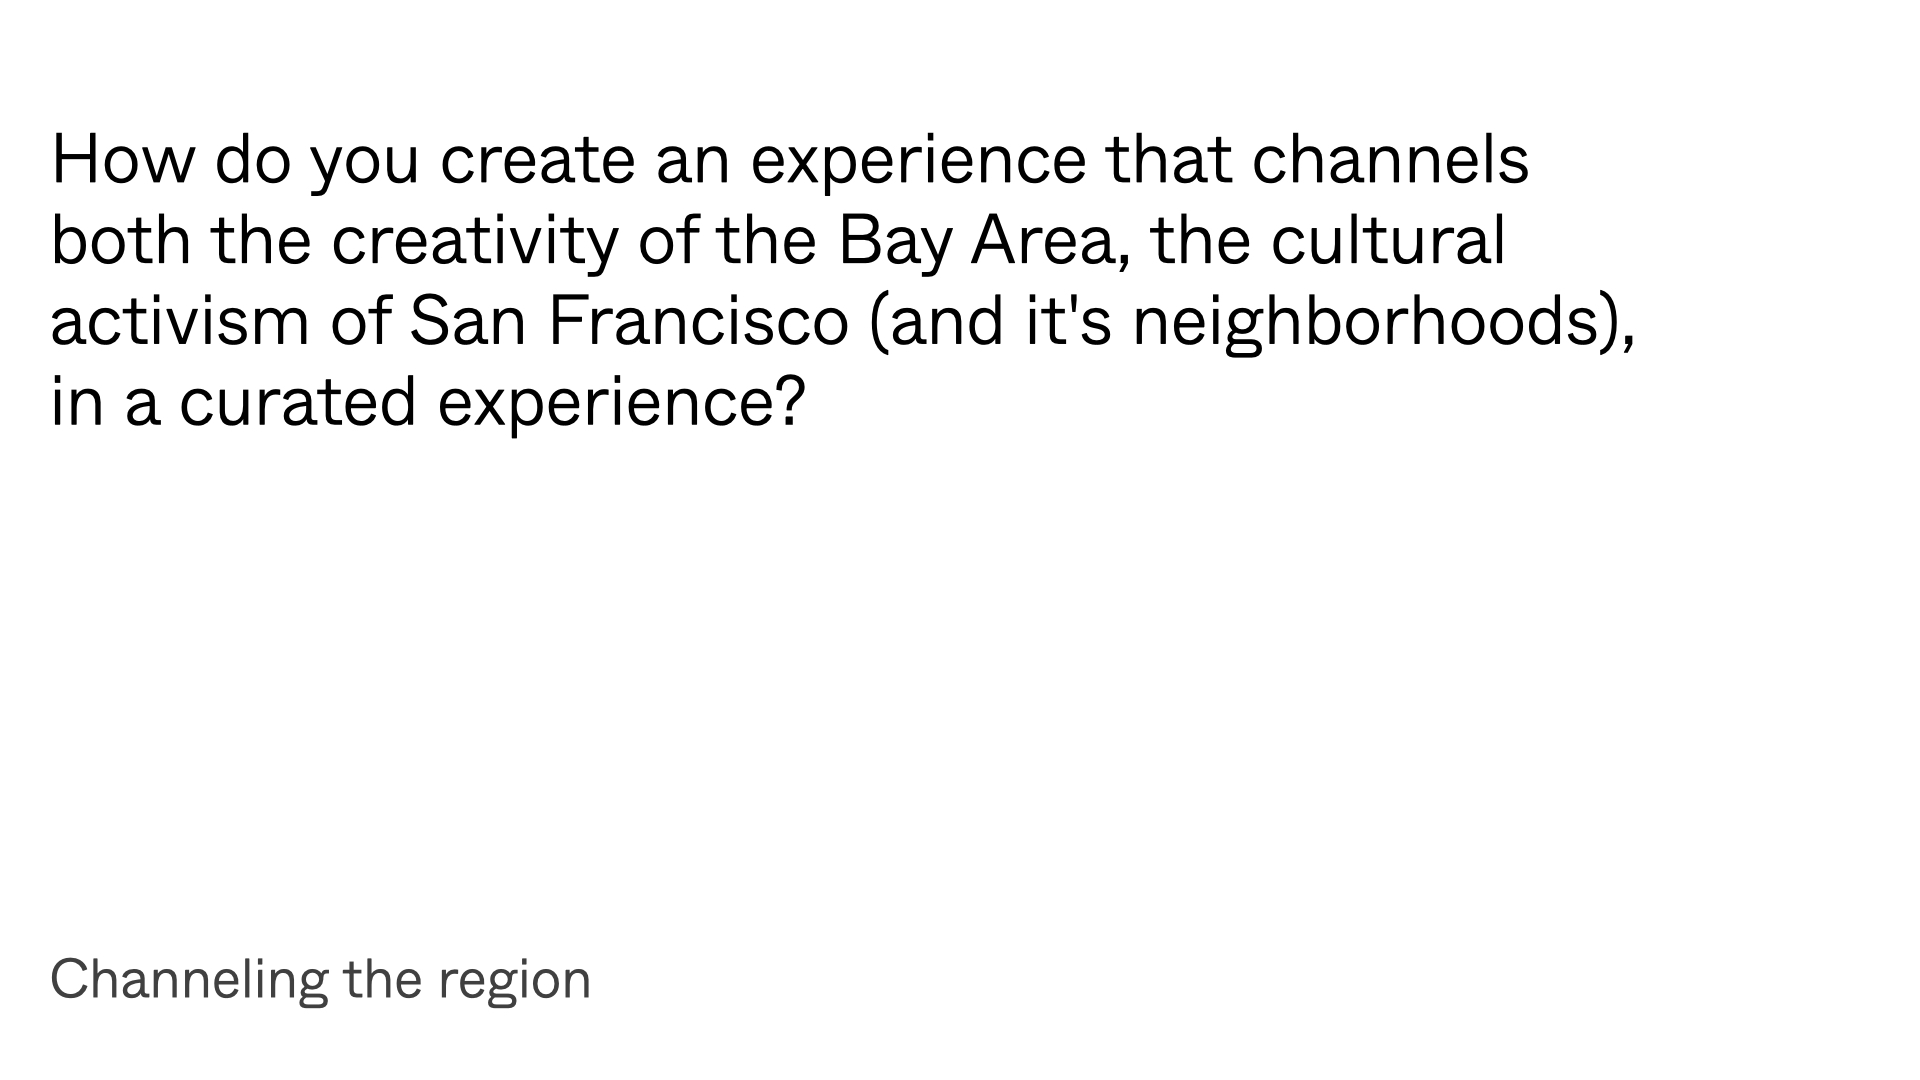 How do you create an experience that channels
both the creativity of the Bay Area, the cultural
activism of San Francisco (and it's neighborhoods),
in a curated experience?
Channeling the region